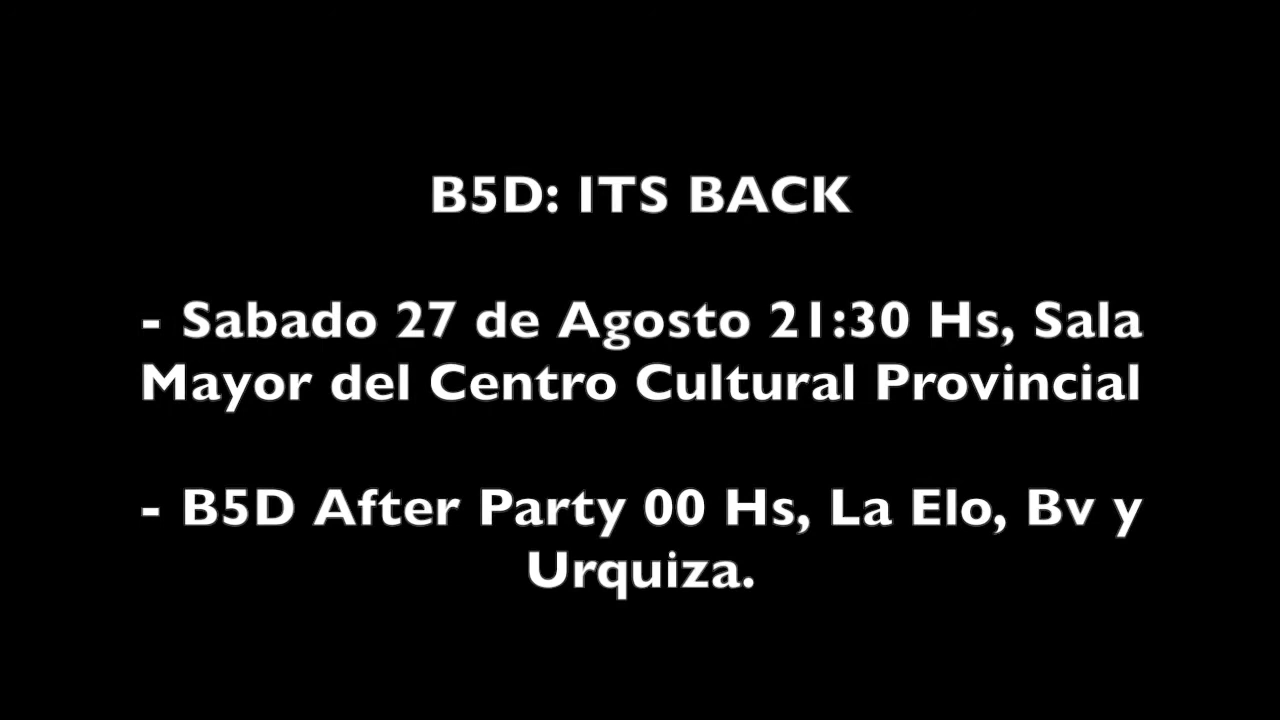 B5D: ITS BACK
- Sabado 27 de Agosto 21:30 Hs, Sala
Mayor del Centro Cultural Provincial
- B5D After Party 00 Hs, La Elo, Bv y
Urquiza.